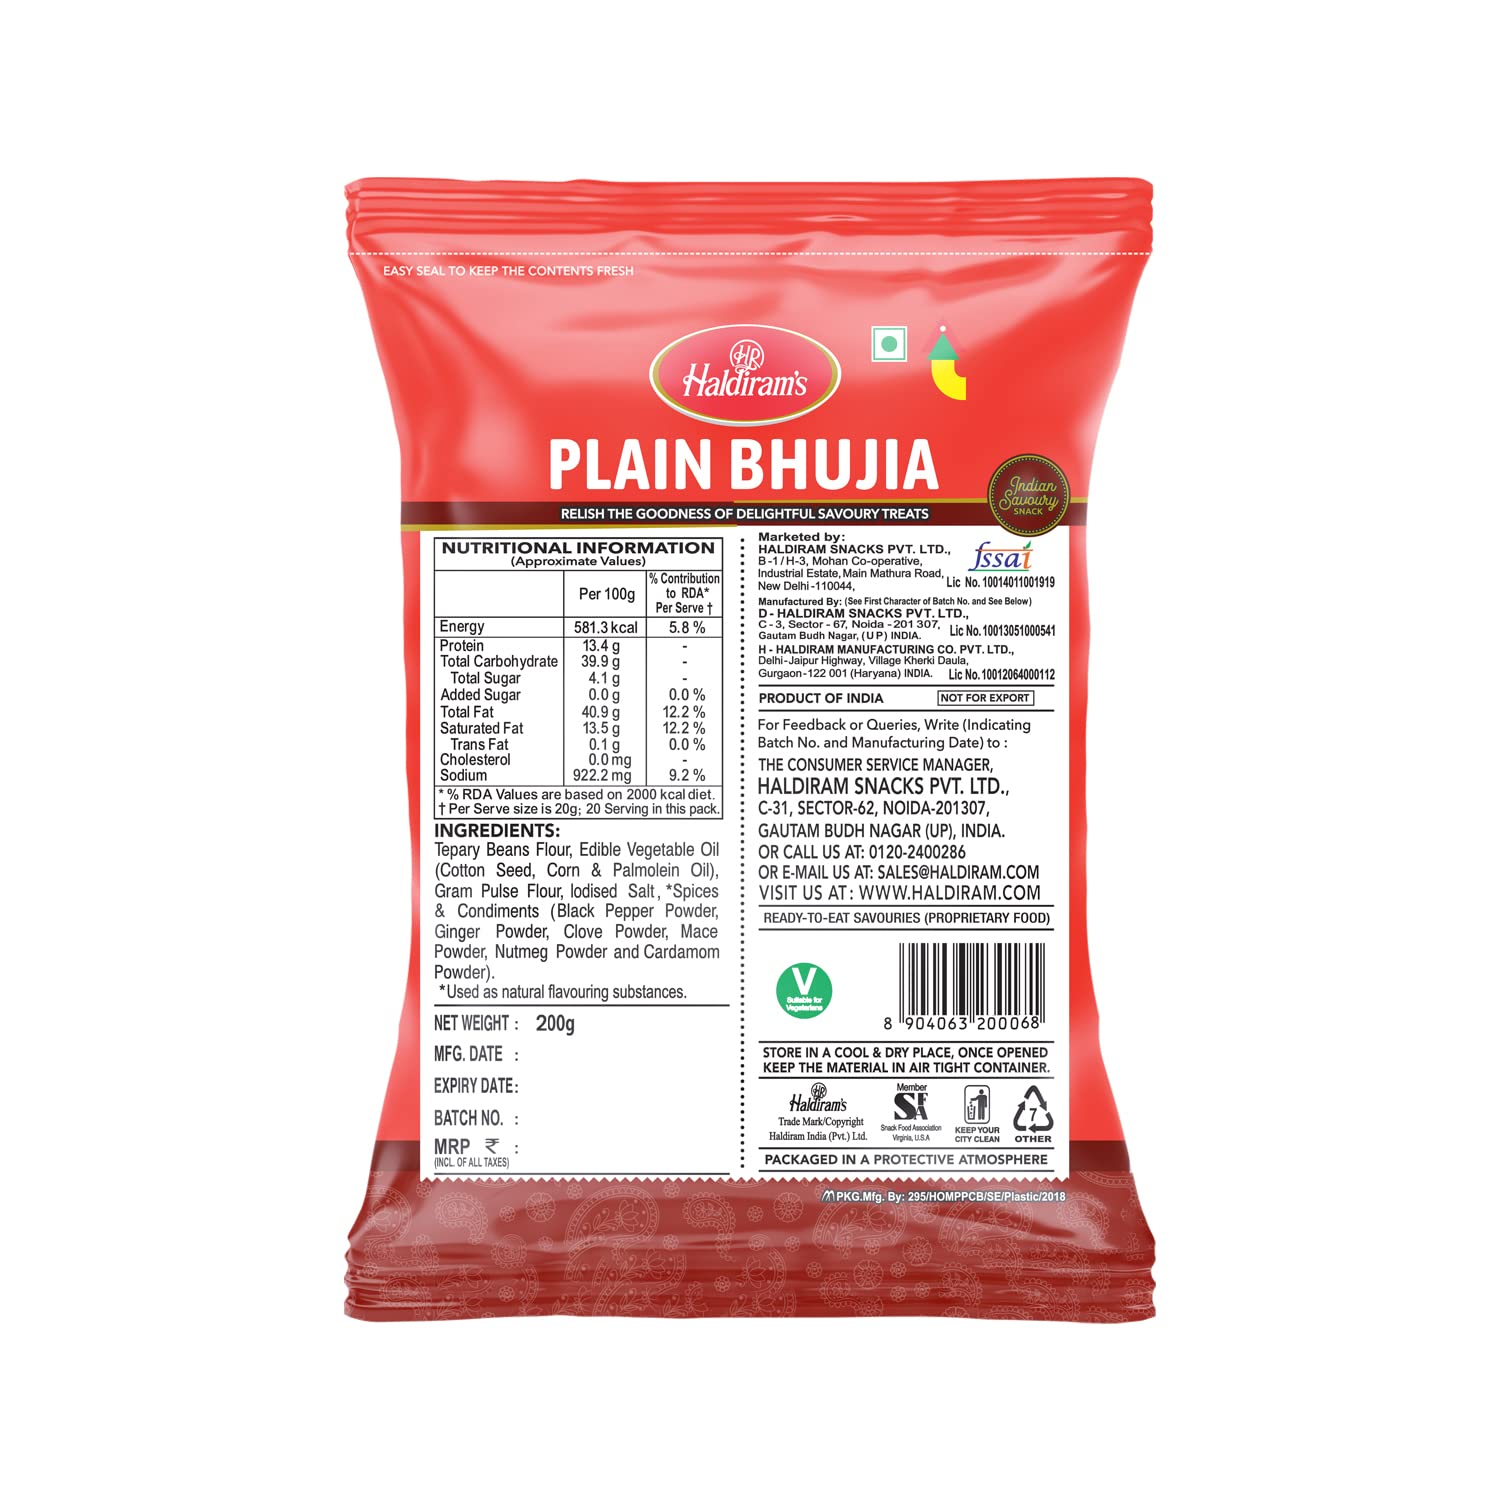 EASY SEAL TO KEEP THE CONTENTS FRESH
HR
Haldiram's
PLAIN BHUJIA
Indian
Savoury
SNACK
RELISH THE GOODNESS OF DELIGHTFUL SAVOURY TREATS
NUTRITIONAL INFORMATION
(Approximate Values)
Per 100g % Contribution to RDA* Per Serve †
Energy 581.3 kcal 5.8 %
Protein 13.4 g -
Total Carbohydrate 39.9 g -
Total Sugar 4.1 g -
Added Sugar 0.0 g 0.0 %
Total Fat 40.9 g 12.2 %
Saturated Fat 13.5 g 12.2 %
Trans Fat 0.1 g 0.0 %
Cholesterol 0.0 mg -
Sodium 922.2 mg 9.2 %
* % RDA Values are based on 2000 kcal diet.
† Per Serve size is 20g; 20 Serving in this pack.
INGREDIENTS:
Tepary Beans Flour, Edible Vegetable Oil
(Cotton Seed, Corn & Palmolein Oil),
Gram Pulse Flour, Iodised Salt, *Spices
& Condiments (Black Pepper Powder,
Ginger Powder, Clove Powder, Mace
Powder, Nutmeg Powder and Cardamom
Powder).
*Used as natural flavouring substances.
NET WEIGHT : 200g
MFG. DATE :
EXPIRY DATE:
BATCH NO. :
MRP ₹ :
(INCL. OF ALL TAXES)
Marketed by:
HALDIRAM SNACKS PVT. LTD.,
B-1/H-3, Mohan Co-operative,
Industrial Estate, Main Mathura Road,
New Delhi-110044,
fssai
Lic No. 10014011001919
Manufactured By: (See First Character of Batch No. and See Below)
D - HALDIRAM SNACKS PVT. LTD.,
C - 3, Sector - 67, Noida - 201 307,
Gautam Budh Nagar, (U P) INDIA. Lic No. 10013051000541
H - HALDIRAM MANUFACTURING CO. PVT. LTD.,
Delhi-Jaipur Highway, Village Kherki Daula,
Gurgaon-122 001 (Haryana) INDIA. Lic No. 10012064000112
PRODUCT OF INDIA NOT FOR EXPORT
For Feedback or Queries, Write (Indicating
Batch No. and Manufacturing Date) to :
THE CONSUMER SERVICE MANAGER,
HALDIRAM SNACKS PVT. LTD.,
C-31, SECTOR-62, NOIDA-201307,
GAUTAM BUDH NAGAR (UP), INDIA.
OR CALL US AT: 0120-2400286
OR E-MAIL US AT: SALES@HALDIRAM.COM
VISIT US AT : WWW.HALDIRAM.COM
READY-TO-EAT SAVOURIES (PROPRIETARY FOOD)
V
Suitable for
Vegetarians
8 904063 200068
STORE IN A COOL & DRY PLACE, ONCE OPENED
KEEP THE MATERIAL IN AIR TIGHT CONTAINER.
HR
Haldiram's
Trade Mark/Copyright
Haldiram India (Pvt.) Ltd.
Member
SFA
Snack Food Association
Virginia, U.S.A
KEEP YOUR
CITY CLEAN
7
OTHER
PACKAGED IN A PROTECTIVE ATMOSPHERE
PKG.Mfg. By: 295/HOMPPCB/SE/Plastic/2018